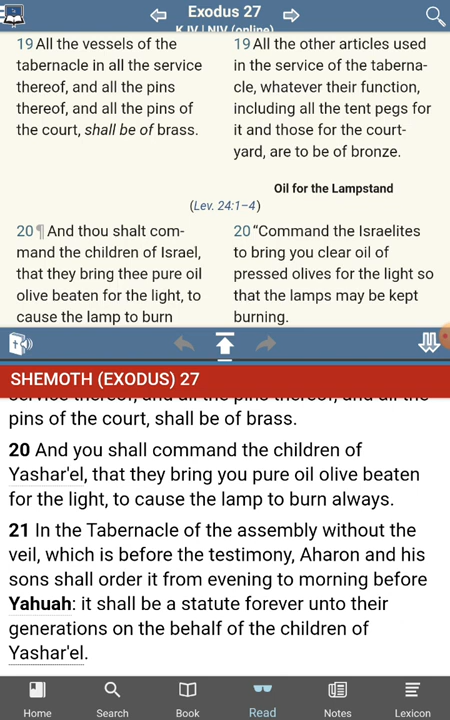 Exodus 27
KJV | NIV (online)
19 All the vessels of the
tabernacle in all the service
thereof, and all the pins
thereof, and all the pins of
the court, shall be of brass.
19 All the other articles used
in the service of the taberna-
cle, whatever their function,
including all the tent pegs for
it and those for the court-
yard, are to be of bronze.
Oil for the Lampstand
(Lev. 24:1–4)
20 ¶ And thou shalt com-
mand the children of Israel,
that they bring thee pure oil
olive beaten for the light, to
cause the lamp to burn
20 “Command the Israelites
to bring you clear oil of
pressed olives for the light so
that the lamps may be kept
burning.
SHEMOTH (EXODUS) 27
service thereof, and all the pins thereof, and all the
pins of the court, shall be of brass.
20 And you shall command the children of
Yashar'el, that they bring you pure oil olive beaten
for the light, to cause the lamp to burn always.
21 In the Tabernacle of the assembly without the
veil, which is before the testimony, Aharon and his
sons shall order it from evening to morning before
Yahuah: it shall be a statute forever unto their
generations on the behalf of the children of
Yashar'el.
Home
Search
Book
Read
Notes
Lexicon